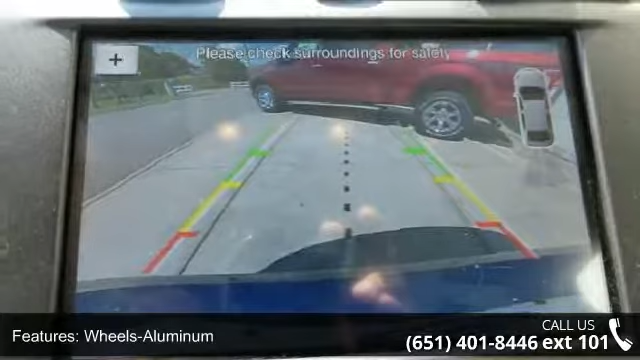 Please check surroundings for safety
+
Features: Wheels-Aluminum
CALL US
(651) 401-8446 ext 101